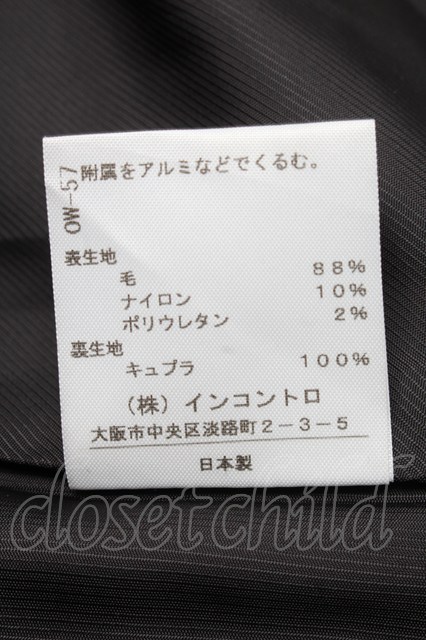 OW-57
附属をアルミなどでくるむ。
表生地
毛 88%
ナイロン 10%
ポリウレタン 2%
裏生地
キュプラ 100%
（株）インコントロ
大阪市中央区淡路町2-3-5
日本製
closetchild